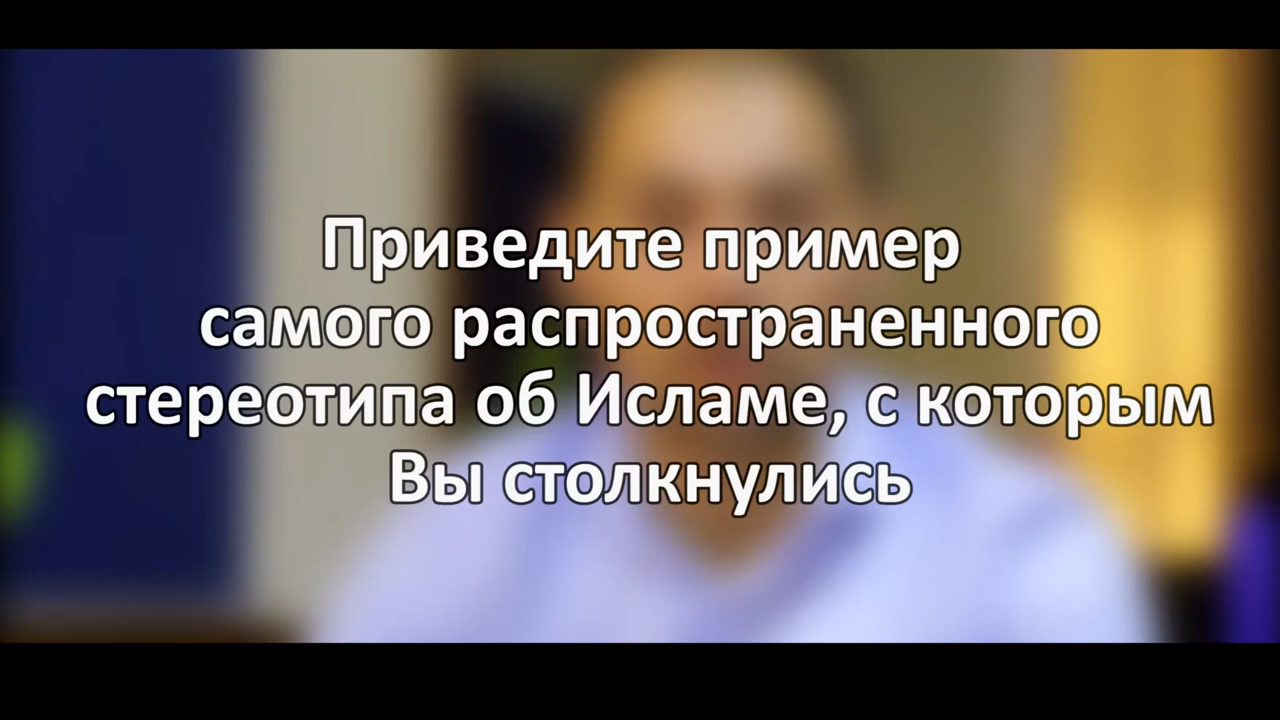 Приведите пример
самого распространенного
стереотипа об Исламе, с которым
Вы столкнулись